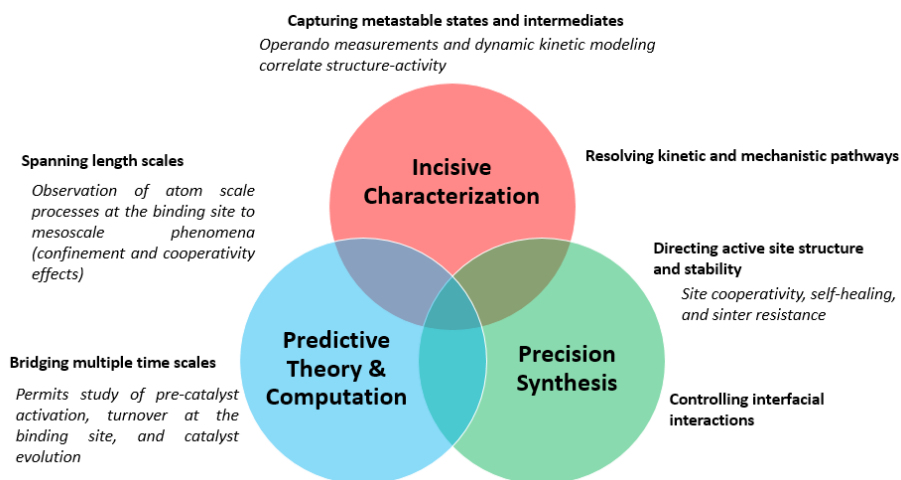 Capturing metastable states and intermediates
Operando measurements and dynamic kinetic modeling
correlate structure-activity
Incisive
Characterization
Resolving kinetic and mechanistic pathways
Spanning length scales
Observation of atom scale
processes at the binding site to
mesoscale phenomena
(confinement and cooperativity
effects)
Directing active site structure
and stability
Site cooperativity, self-healing,
and sinter resistance
Predictive
Theory &
Computation
Precision
Synthesis
Bridging multiple time scales
Permits study of pre-catalyst
activation, turnover at the
binding site, and catalyst
evolution
Controlling interfacial
interactions